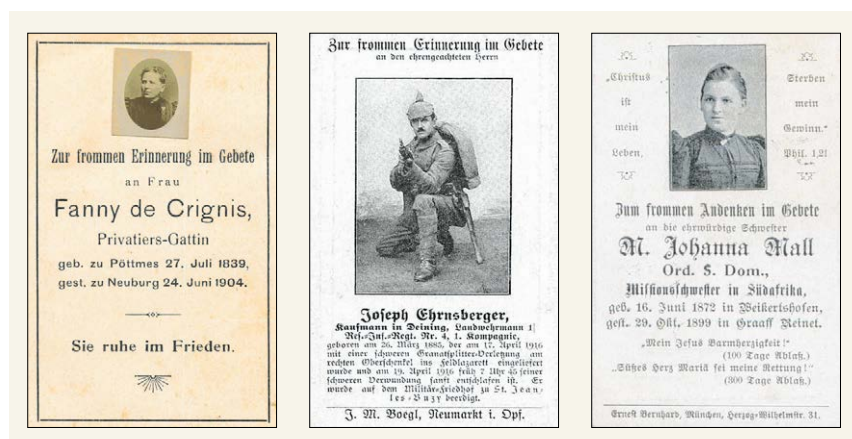 Zur frommen Erinnerung im Gebete
an Frau
Fanny de Crignis,
Privatiers-Gattin
geb. zu Pöttmes 27. Juli 1839,
gest. zu Neuburg 24. Juni 1904.
Sie ruhe im Frieden.
Zur frommen Erinnerung im Gebete
an den ehrengeachteten Herrn
Joseph Ehrnsberger,
Kaufmann in Deining, Landwehrmann 1
Res.-Inf.-Regt. Nr. 4, 1. Kompagnie,
geboren am 26. März 1885, der am 17. April 1916
mit einer schweren Granatsplitter-Verletzung am
rechten Oberschenkel ins Feldlazarett eingeliefert
wurde und am 19. April 1916 früh 7 Uhr 45 seiner
schweren Verwundung sanft entschlafen ist. Er
wurde auf dem Militär-Friedhof zu St. Jean-
les-Buzy beerdigt.
J. M. Boegl, Neumarkt i. Opf.
„Christus
ist
mein
Leben,
Sterben
mein
Gewinn.“
Phil. 1,21
Zum frommen Andenken im Gebete
an die ehrwürdige Schwester
M. Johanna Mall
Ord. S. Dom.,
Missionsschwester in Südafrika,
geb. 16. Juni 1872 in Weikertshofen,
gest. 29. Okt. 1899 in Graaff Reinet.
„Mein Jesus Barmherzigkeit!“
(100 Tage Ablaß.)
„Süßes Herz Mariä sei meine Rettung!“
(300 Tage Ablaß.)
Ernest Bernhard, München, Herzog-Wilhelmstr. 31.